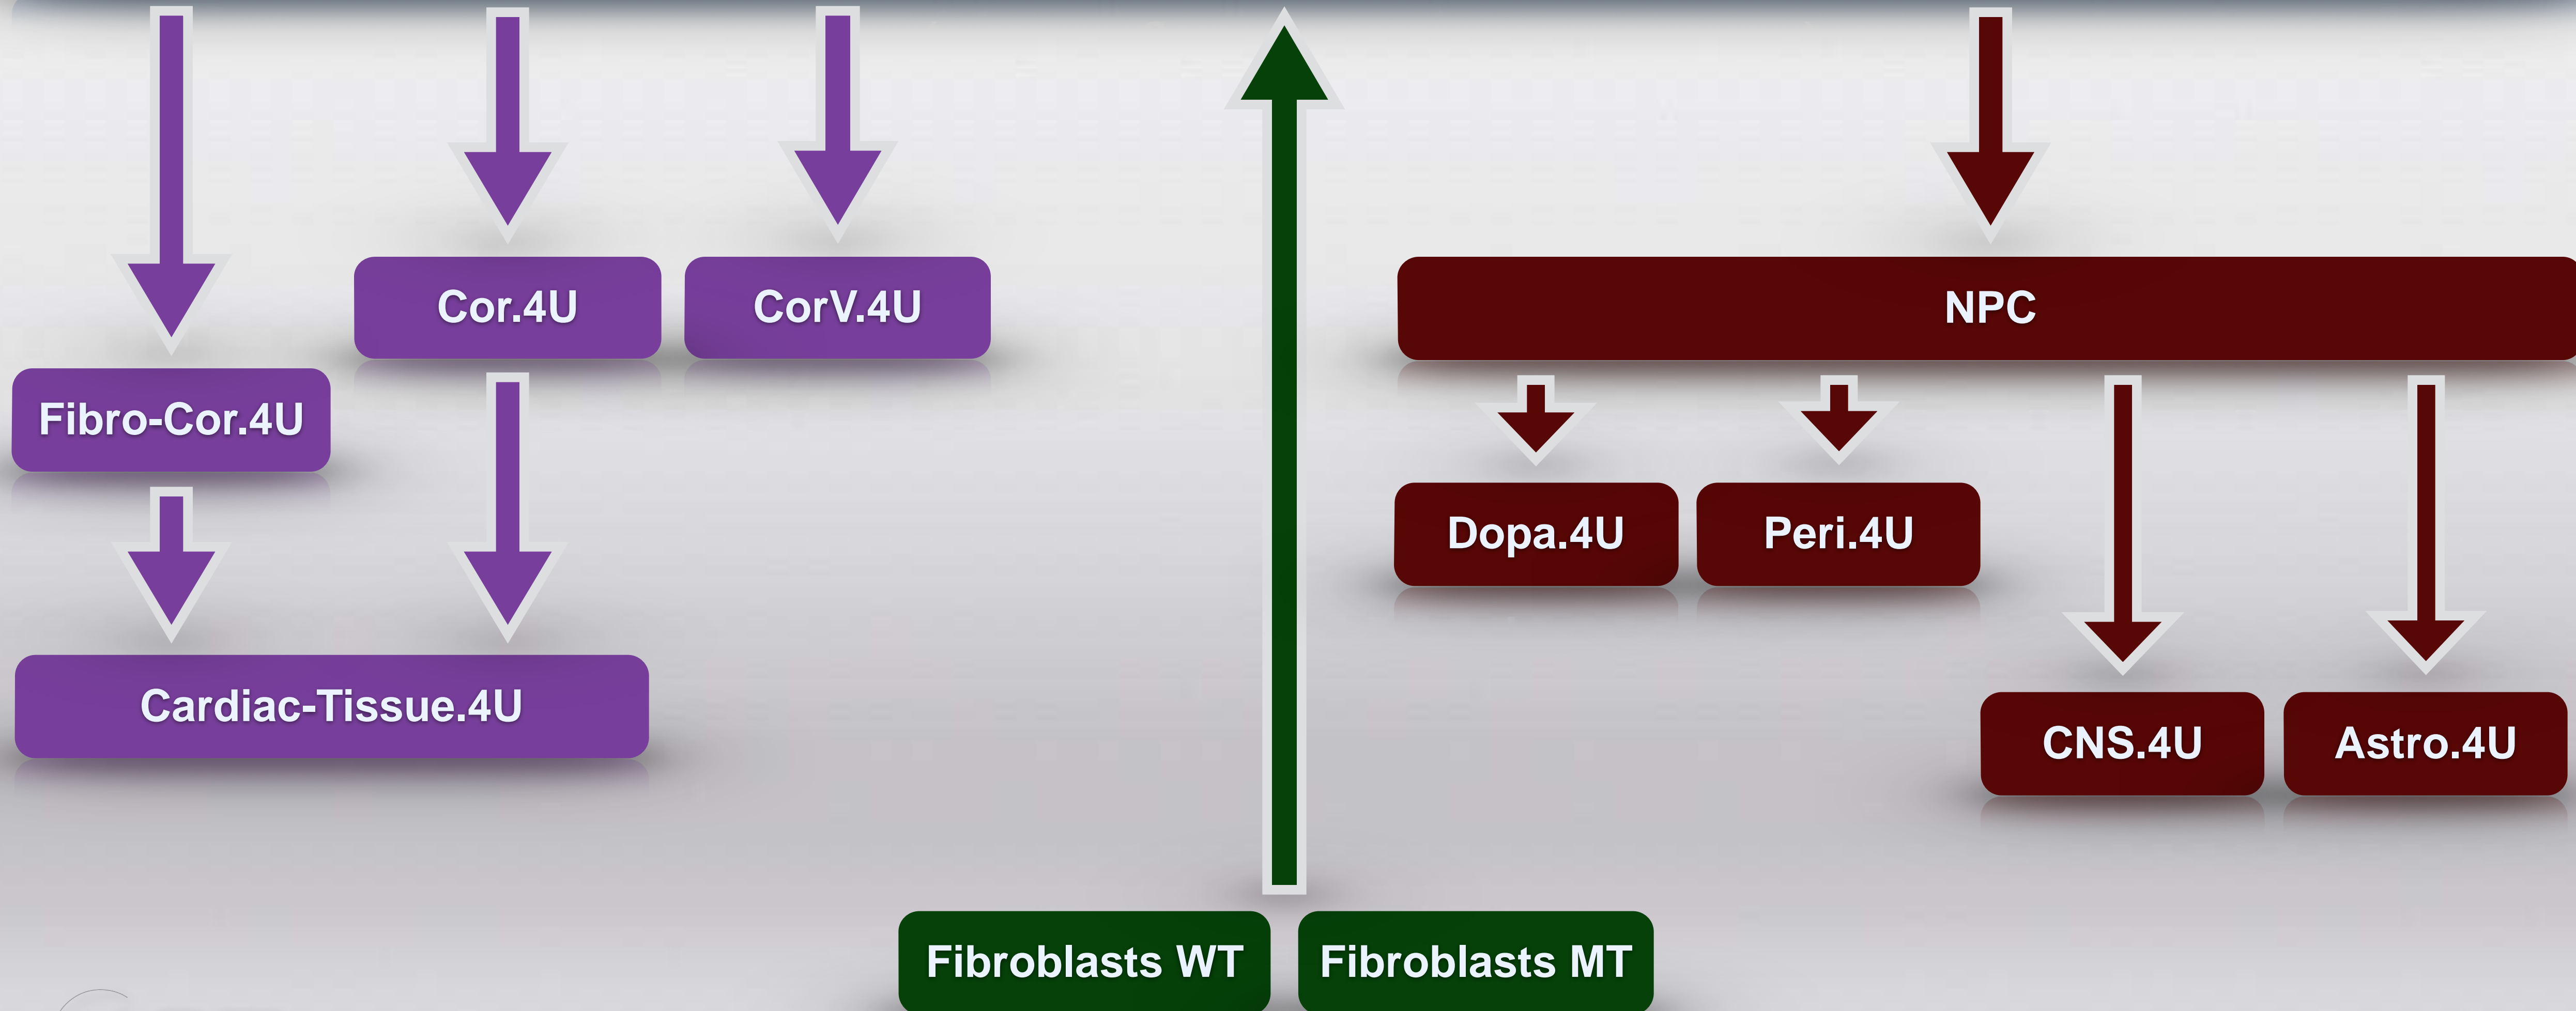 Cor.4U
CorV.4U
NPC
Fibro-Cor.4U
Dopa.4U
Peri.4U
Cardiac-Tissue.4U
CNS.4U
Astro.4U
Fibroblasts WT
Fibroblasts MT